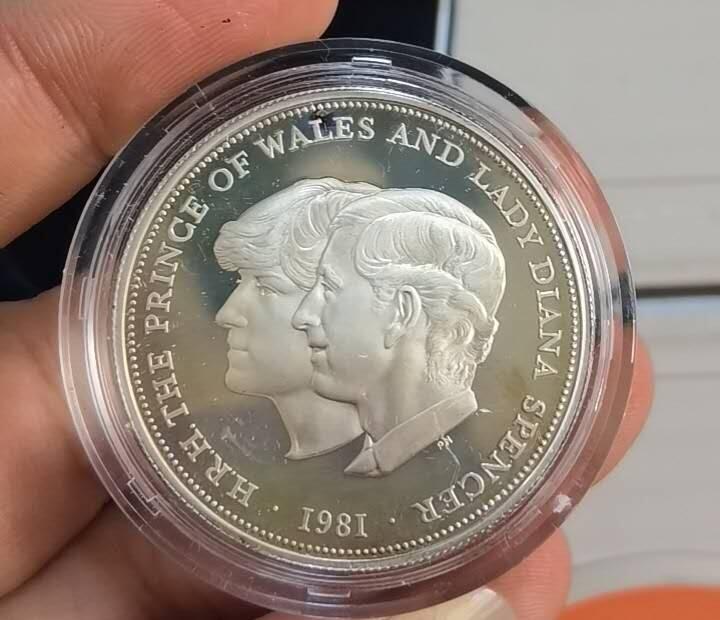 H.R.H. THE PRINCE OF WALES AND LADY DIANA SPENCER
· 1981 ·
PN